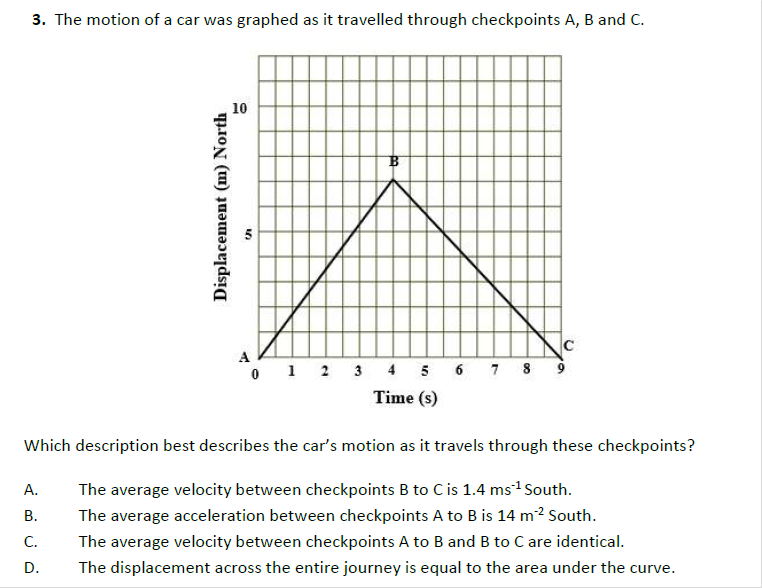 3. The motion of a car was graphed as it travelled through checkpoints A, B and C.
Displacement (m) North
10
B
5
A
C
0 1 2 3 4 5 6 7 8 9
Time (s)
Which description best describes the car's motion as it travels through these checkpoints?
A. The average velocity between checkpoints B to C is 1.4 ms⁻¹ South.
B. The average acceleration between checkpoints A to B is 14 m⁻² South.
C. The average velocity between checkpoints A to B and B to C are identical.
D. The displacement across the entire journey is equal to the area under the curve.